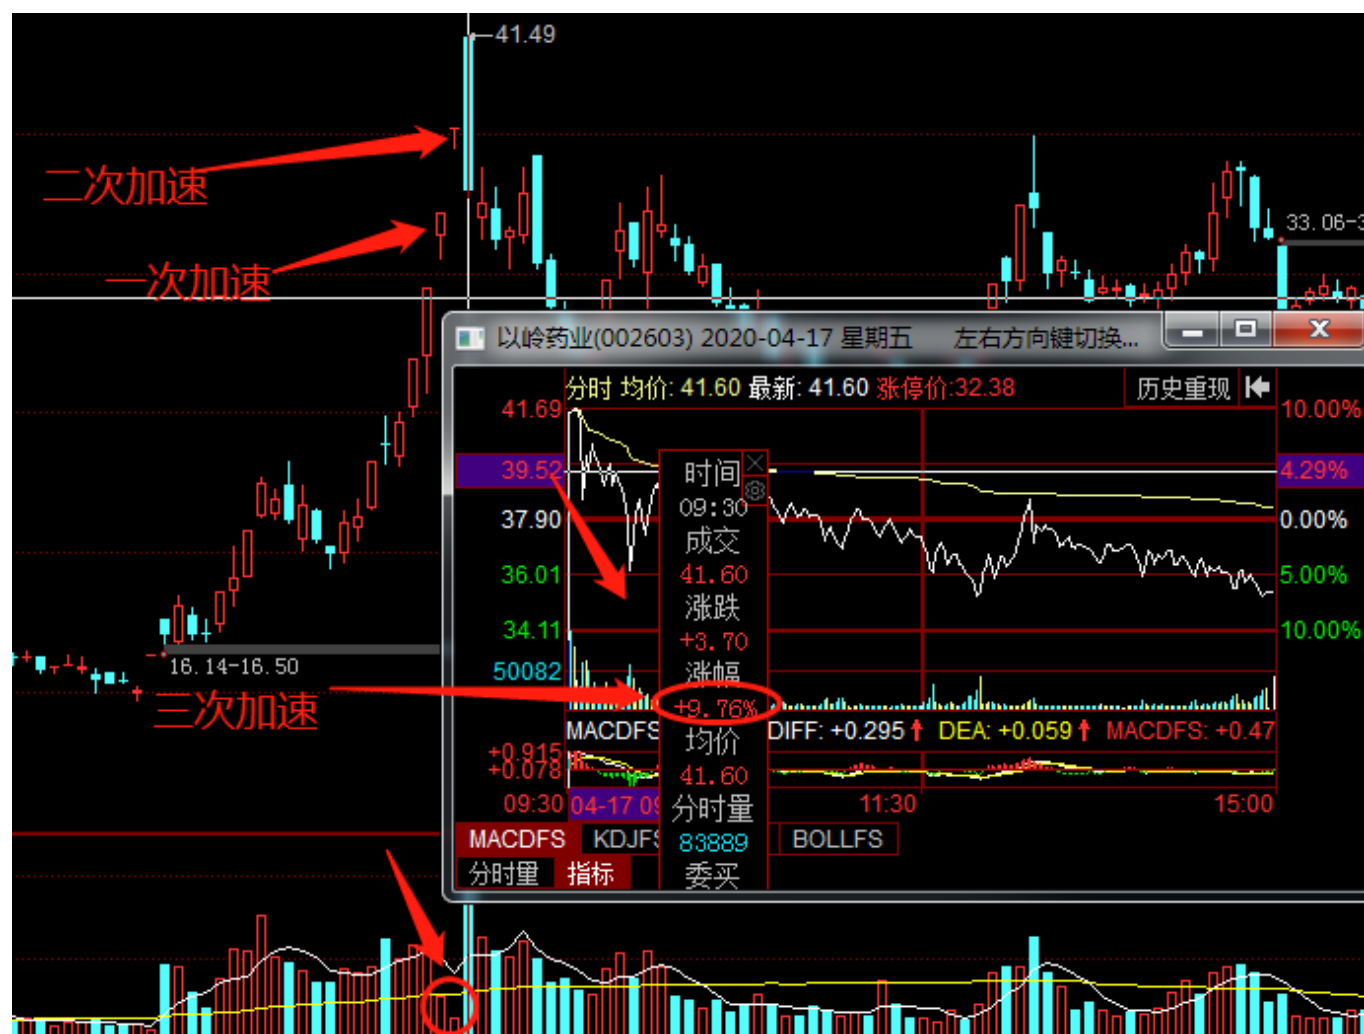 41.49
二次加速
一次加速
33.06-3
以岭药业(002603) 2020-04-17 星期五 左右方向键切换...
分时 均价: 41.60 最新: 41.60 涨停价:32.38 历史重现
41.69 10.00%
39.52 4.29%
37.90 0.00%
36.01 5.00%
34.11 10.00%
50082
时间
09:30
成交
41.60
涨跌
+3.70
涨幅
+9.76%
均价
41.60
分时量
83889
委买
16.14-16.50
三次加速
MACDFS DIFF: +0.295 DEA: +0.059 MACDFS: +0.47
+0.915
+0.078
09:30 04-17 09 11:30 15:00
MACDFS KDJFS BOLLFS
分时量 指标